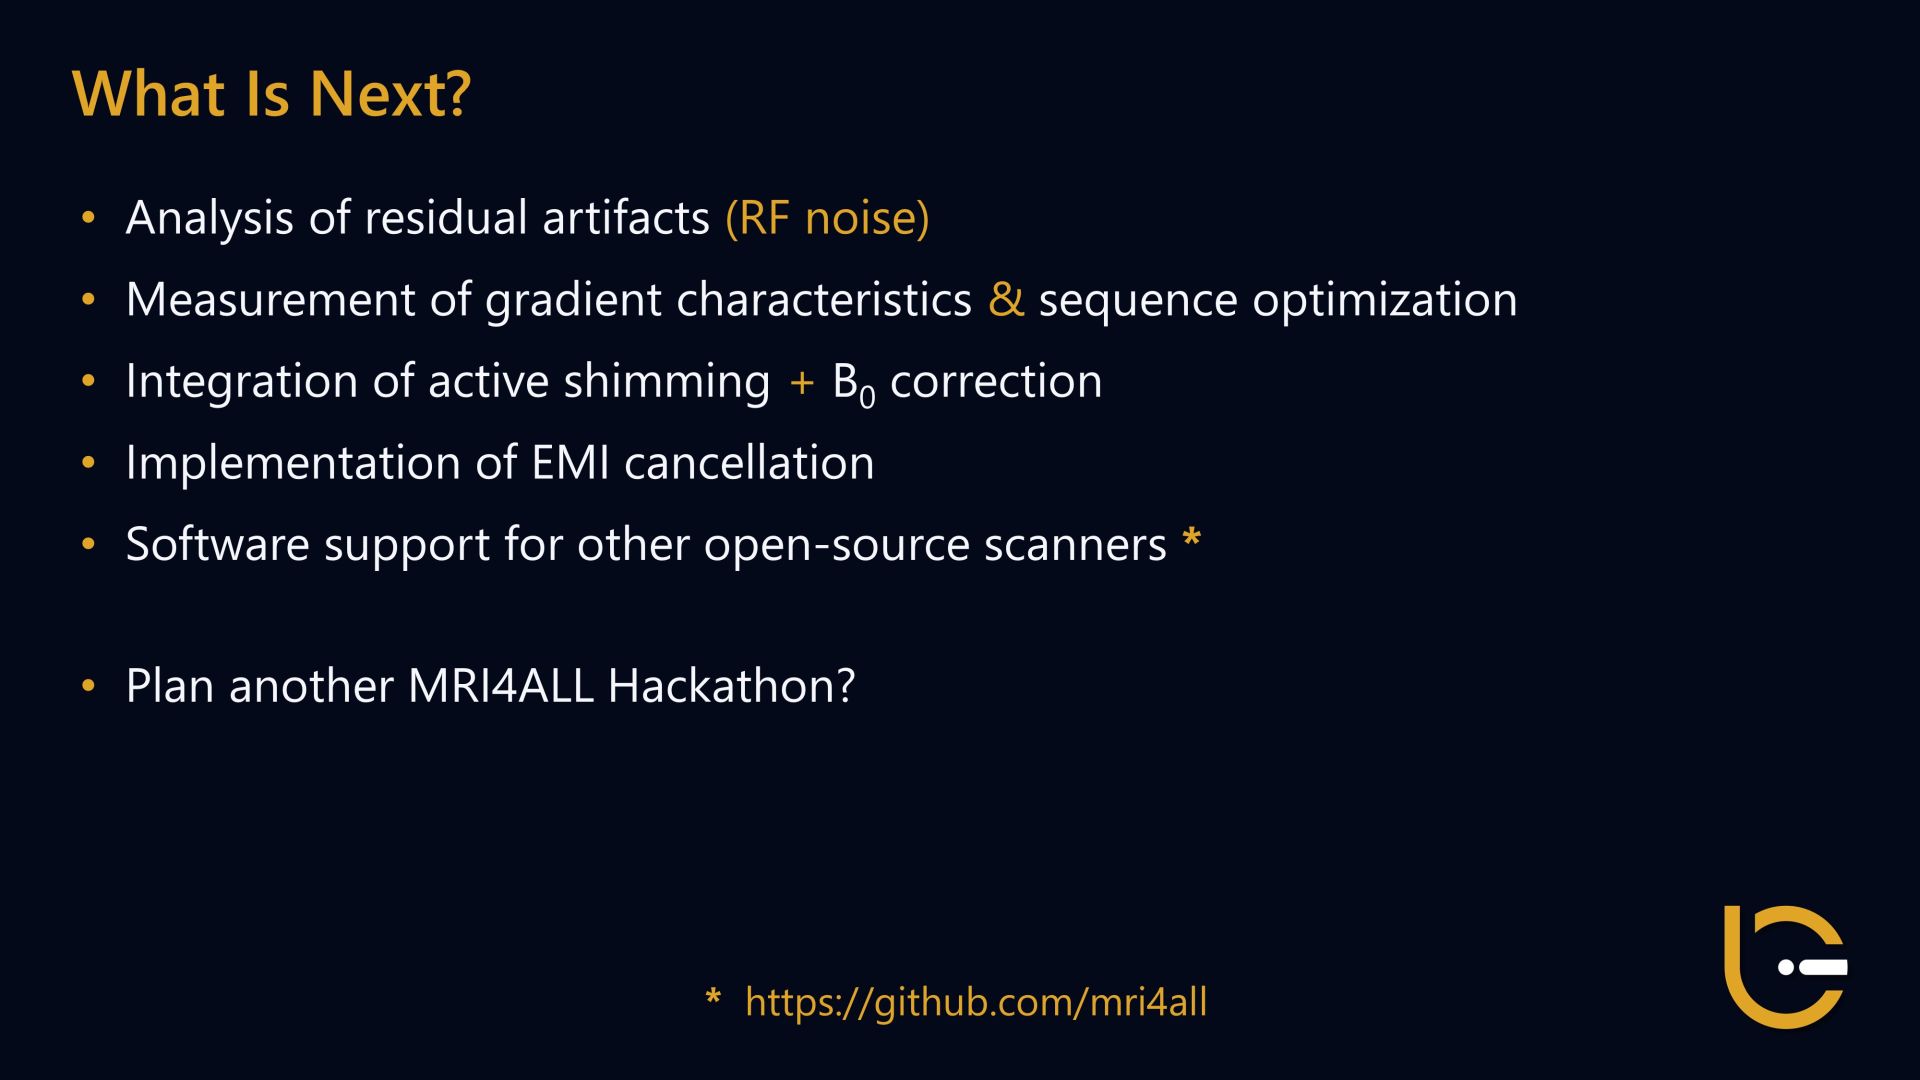 What Is Next?
• Analysis of residual artifacts (RF noise)
• Measurement of gradient characteristics & sequence optimization
• Integration of active shimming + B₀ correction
• Implementation of EMI cancellation
• Software support for other open-source scanners *
• Plan another MRI4ALL Hackathon?
* https://github.com/mri4all